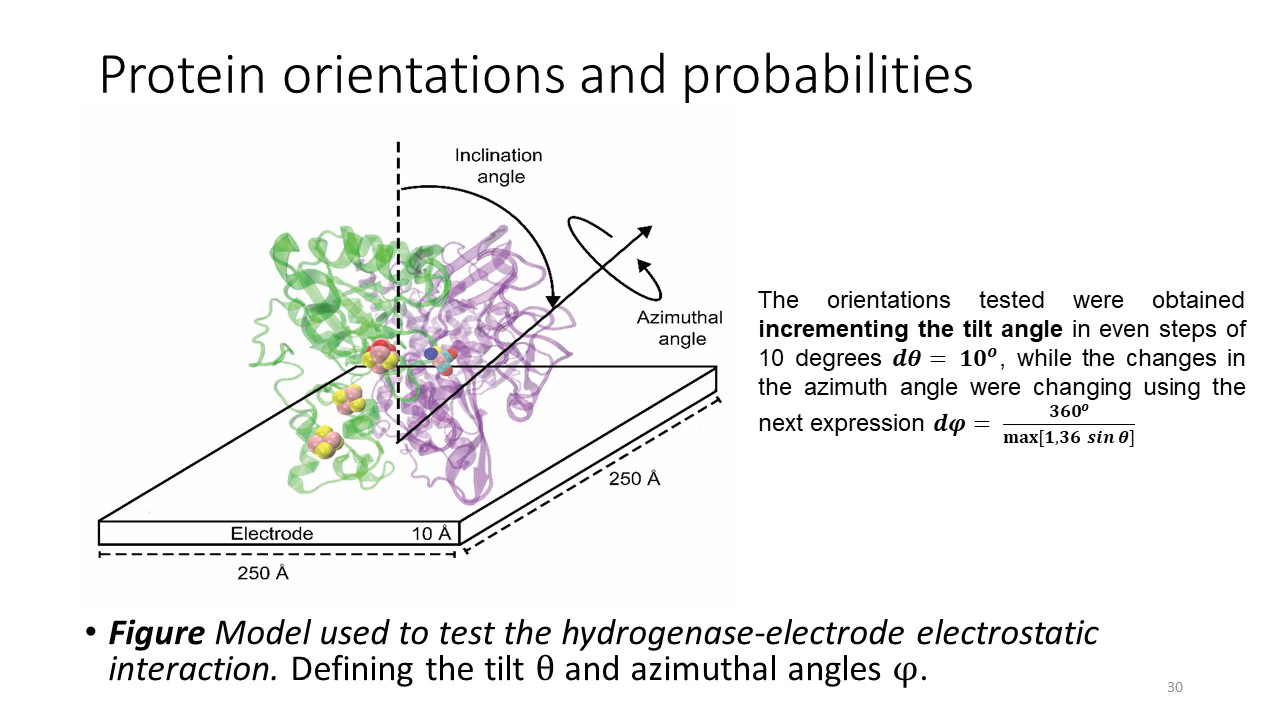 Protein orientations and probabilities
Inclination
angle
Azimuthal
angle
250 Å
Electrode
10 Å
250 Å
The orientations tested were obtained
incrementing the tilt angle in even steps of
10 degrees dθ = 10º, while the changes in
the azimuth angle were changing using the
next expression dφ = 360º / max[1,36 sin θ]
• Figure Model used to test the hydrogenase-electrode electrostatic
interaction. Defining the tilt θ and azimuthal angles φ.
30